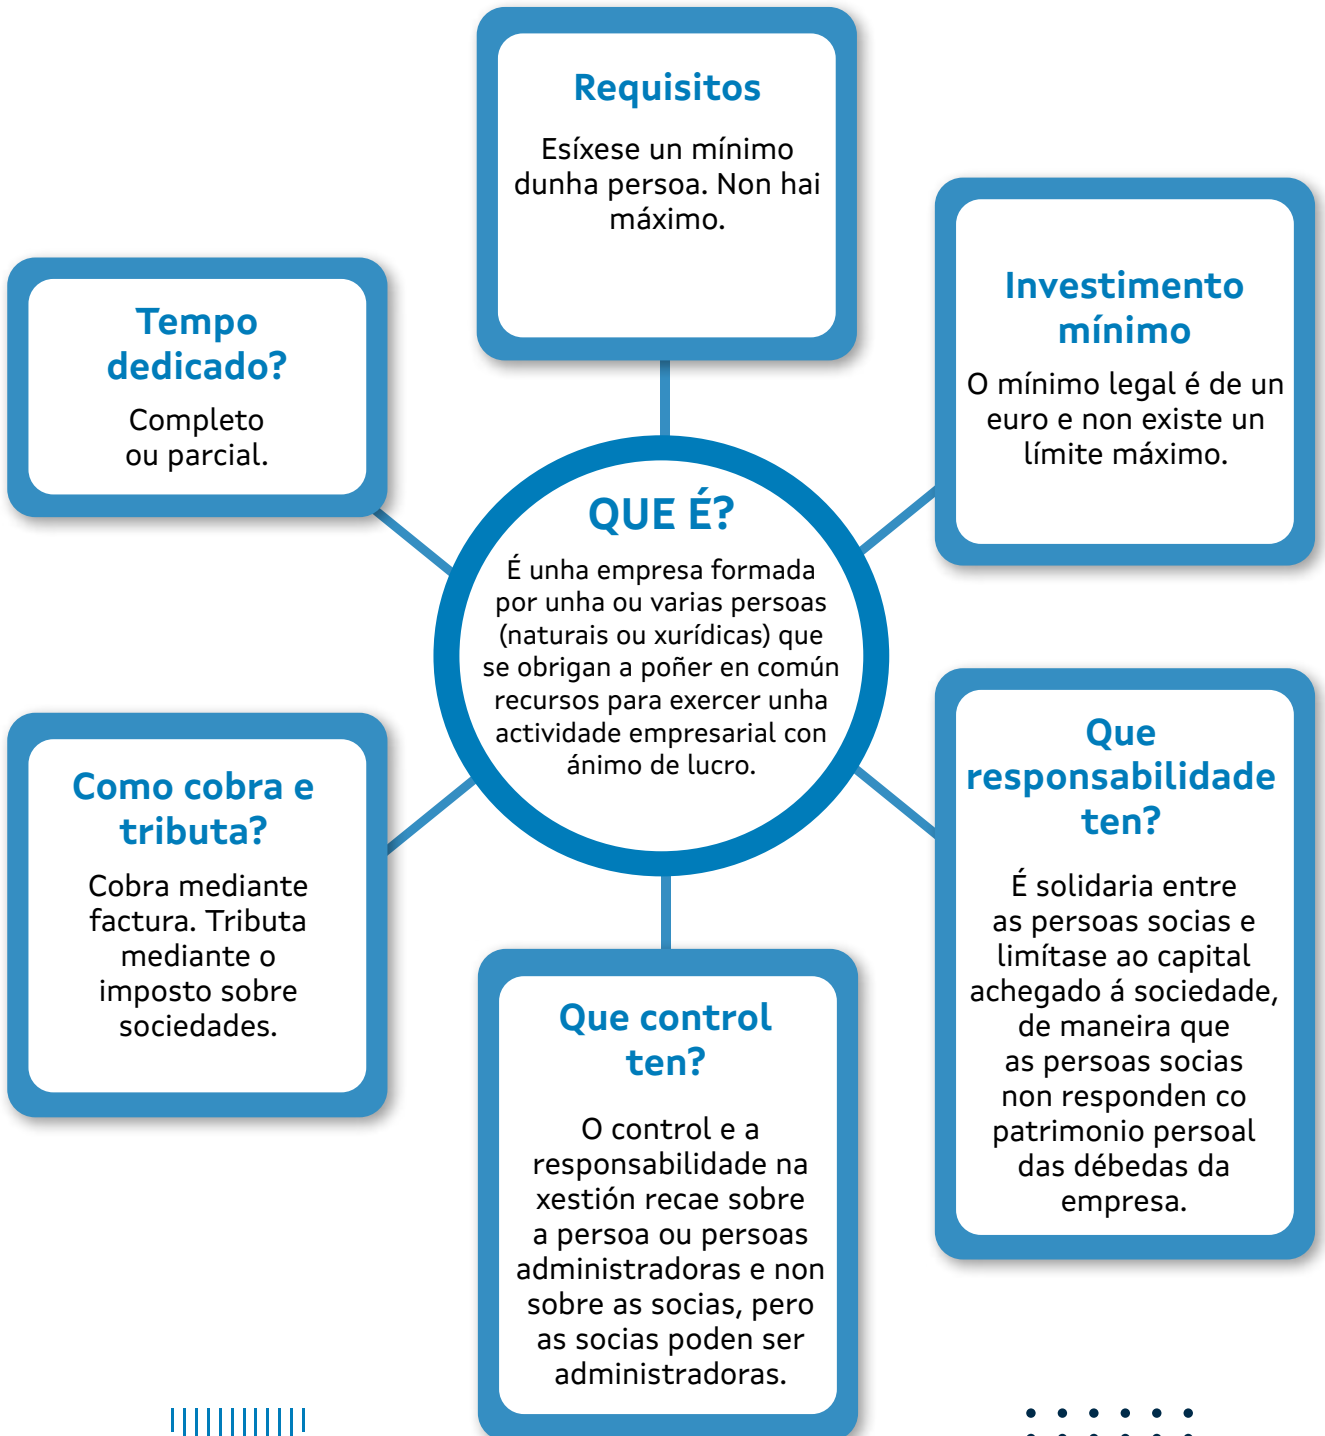 Requisitos
Esíxese un mínimo
dunha persoa. Non hai
máximo.
Investimento
mínimo
O mínimo legal é de un
euro e non existe un
límite máximo.
Tempo
dedicado?
Completo
ou parcial.
QUE É?
É unha empresa formada
por unha ou varias persoas
(naturais ou xurídicas) que
se obrigan a poñer en común
recursos para exercer unha
actividade empresarial con
ánimo de lucro.
Que
responsabilidade
ten?
É solidaria entre
as persoas socias e
limítase ao capital
achegado á sociedade,
de maneira que
as persoas socias
non responden co
patrimonio persoal
das débedas da
empresa.
Como cobra e
tributa?
Cobra mediante
factura. Tributa
mediante o
imposto sobre
sociedades.
Que control
ten?
O control e a
responsabilidade na
xestión recae sobre
a persoa ou persoas
administradoras e non
sobre as socias, pero
as socias poden ser
administradoras.